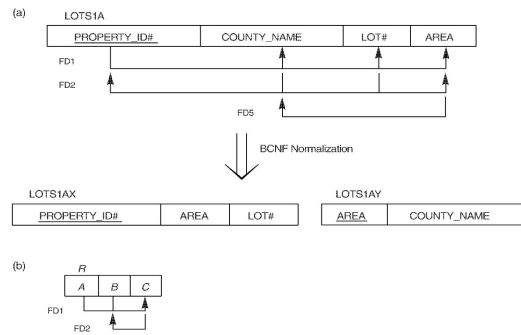 (a)
LOTS1A
PROPERTY_ID# COUNTY_NAME LOT# AREA
FD1
FD2
FD5
BCNF Normalization
LOTS1AX LOTS1AY
PROPERTY_ID# AREA LOT# AREA COUNTY_NAME
(b)
R
A B C
FD1
FD2